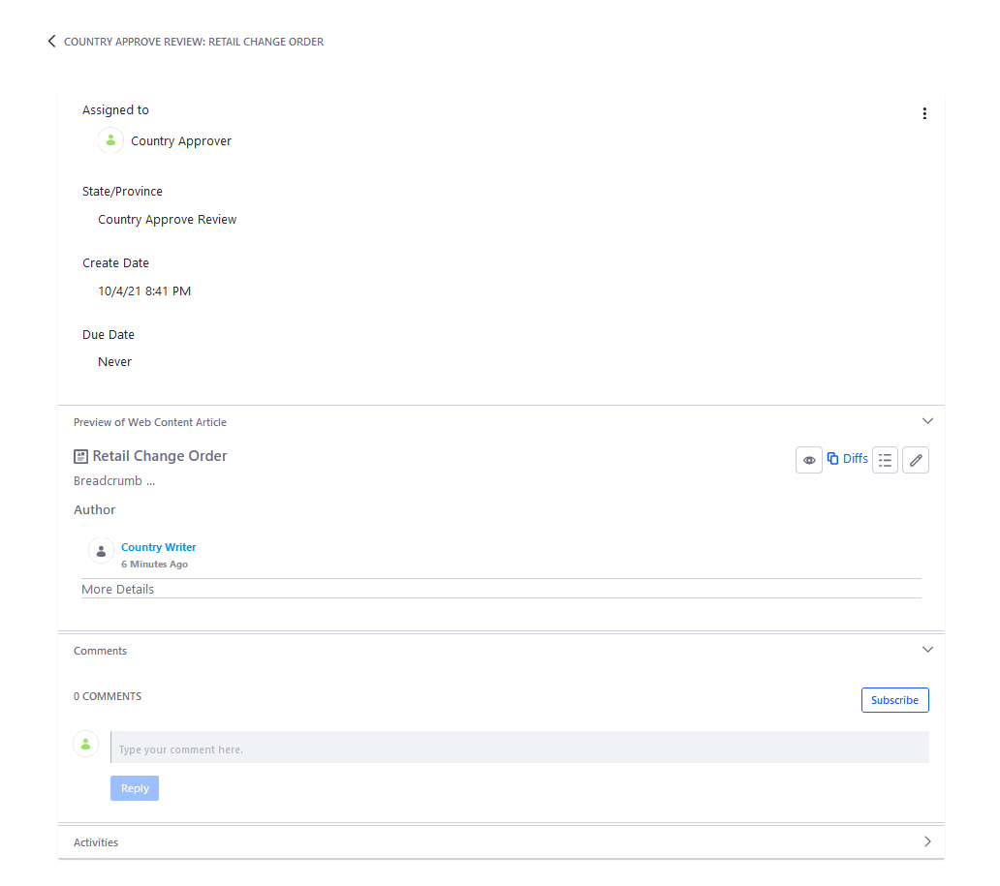 COUNTRY APPROVE REVIEW: RETAIL CHANGE ORDER
Assigned to
Country Approver
State/Province
Country Approve Review
Create Date
10/4/21 8:41 PM
Due Date
Never
Preview of Web Content Article
Retail Change Order
Diffs
Breadcrumb ...
Author
Country Writer
6 Minutes Ago
More Details
Comments
0 COMMENTS
Subscribe
Type your comment here.
Reply
Activities